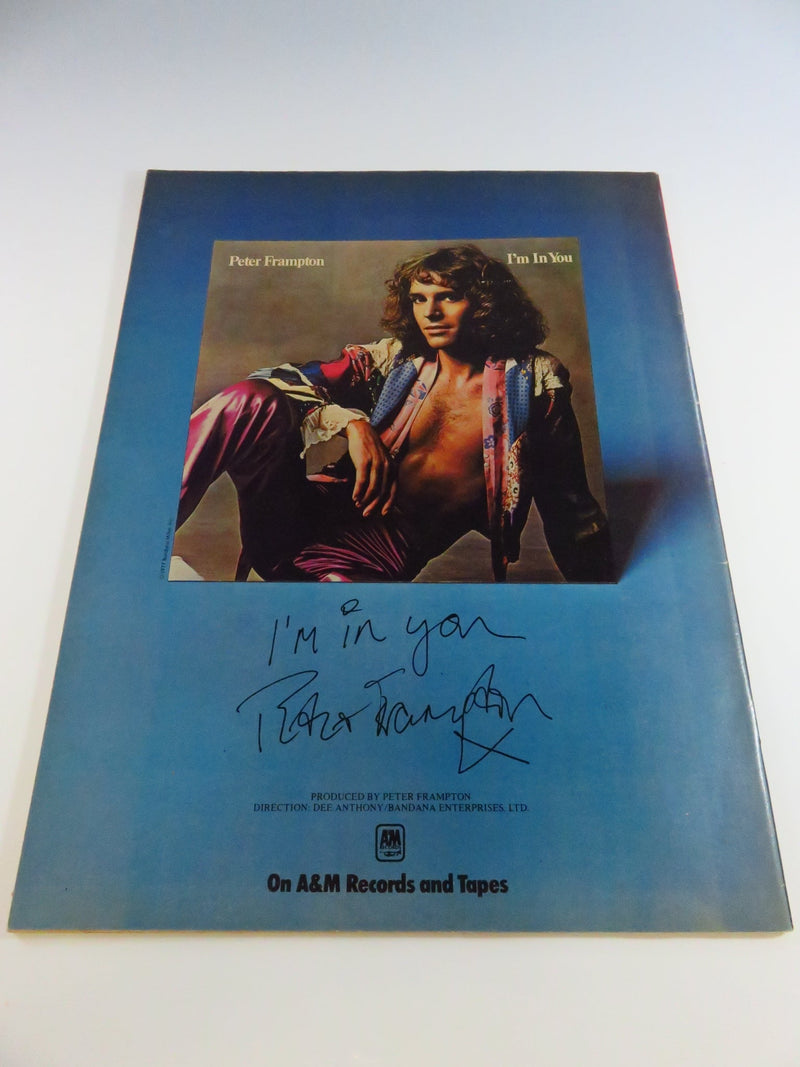 Peter Frampton
I'm In You
I'm in you
Peter Frampton
PRODUCED BY PETER FRAMPTON
DIRECTION: DEE ANTHONY/BANDANA ENTERPRISES, LTD.
A&M
RECORDS
On A&M Records and Tapes